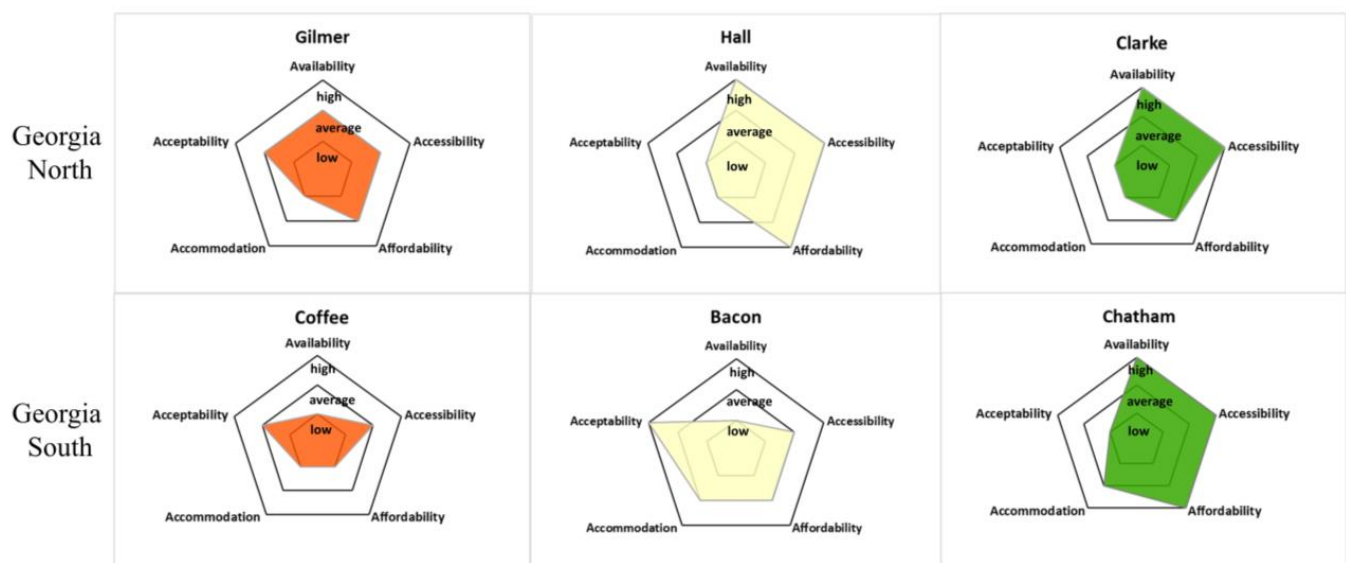 Georgia
North
Gilmer
Availability
high
average
low
Acceptability
Accessibility
Accommodation
Affordability
Hall
Availability
high
average
low
Acceptability
Accessibility
Accommodation
Affordability
Clarke
Availability
high
average
low
Acceptability
Accessibility
Accommodation
Affordability
Georgia
South
Coffee
Availability
high
average
low
Acceptability
Accessibility
Accommodation
Affordability
Bacon
Availability
high
average
low
Acceptability
Accessibility
Accommodation
Affordability
Chatham
Availability
high
average
low
Acceptability
Accessibility
Accommodation
Affordability